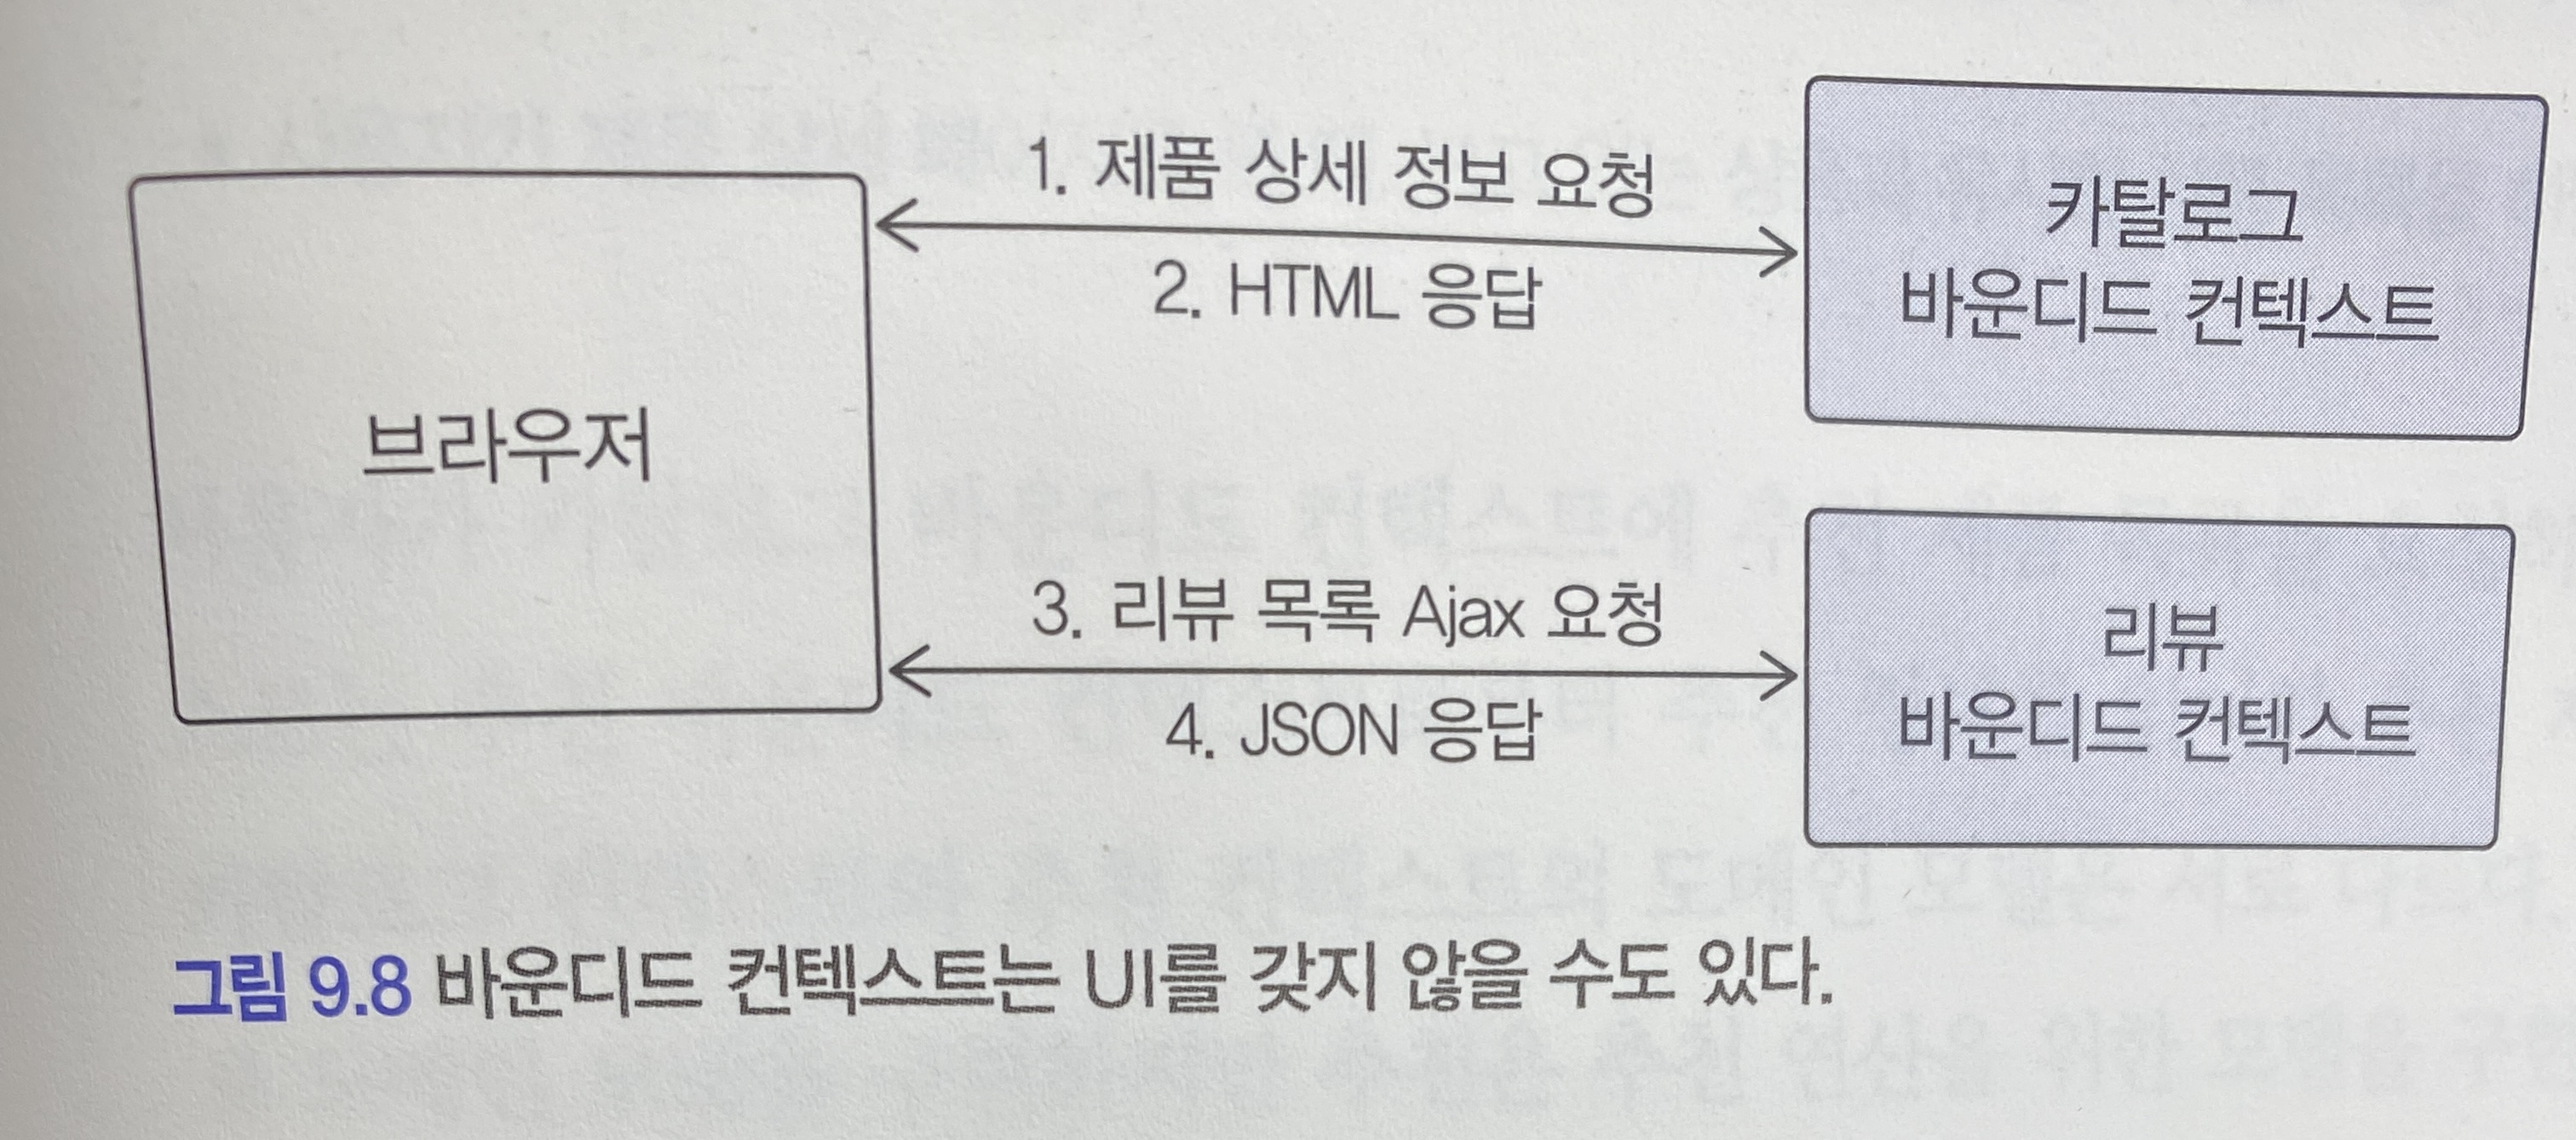 1. 제품 상세 정보 요청
2. HTML 응답
카탈로그
바운디드 컨텍스트
브라우저
3. 리뷰 목록 Ajax 요청
4. JSON 응답
리뷰
바운디드 컨텍스트
그림 9.8 바운디드 컨텍스트는 UI를 갖지 않을 수도 있다.